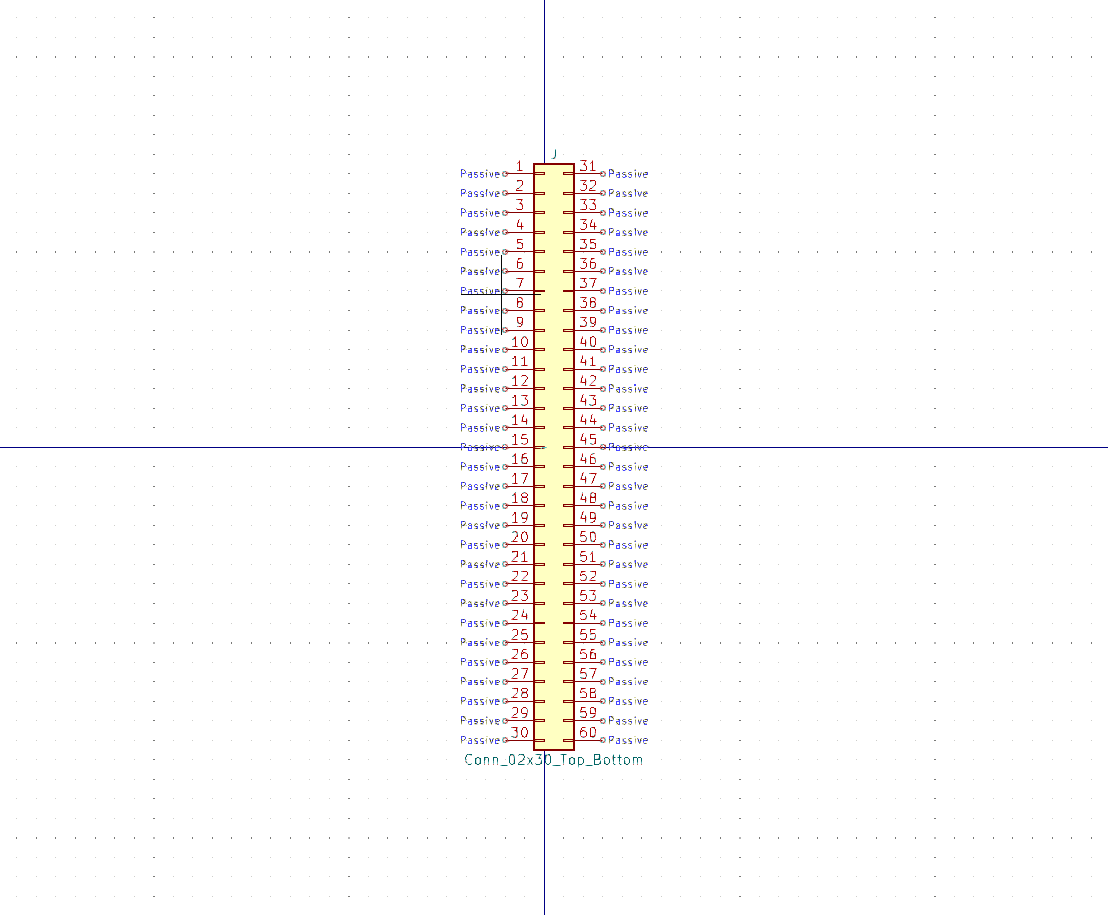 J
Passive 1 31 Passive
Passive 2 32 Passive
Passive 3 33 Passive
Passive 4 34 Passive
Passive 5 35 Passive
Passive 6 36 Passive
Passive 7 37 Passive
Passive 8 38 Passive
Passive 9 39 Passive
Passive 10 40 Passive
Passive 11 41 Passive
Passive 12 42 Passive
Passive 13 43 Passive
Passive 14 44 Passive
Passive 15 45 Passive
Passive 16 46 Passive
Passive 17 47 Passive
Passive 18 48 Passive
Passive 19 49 Passive
Passive 20 50 Passive
Passive 21 51 Passive
Passive 22 52 Passive
Passive 23 53 Passive
Passive 24 54 Passive
Passive 25 55 Passive
Passive 26 56 Passive
Passive 27 57 Passive
Passive 28 58 Passive
Passive 29 59 Passive
Passive 30 60 Passive
Conn_02x30_Top_Bottom